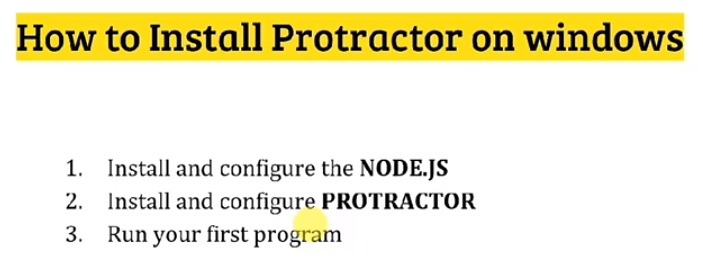 How to Install Protractor on windows
1. Install and configure the NODE.JS
2. Install and configure PROTRACTOR
3. Run your first program